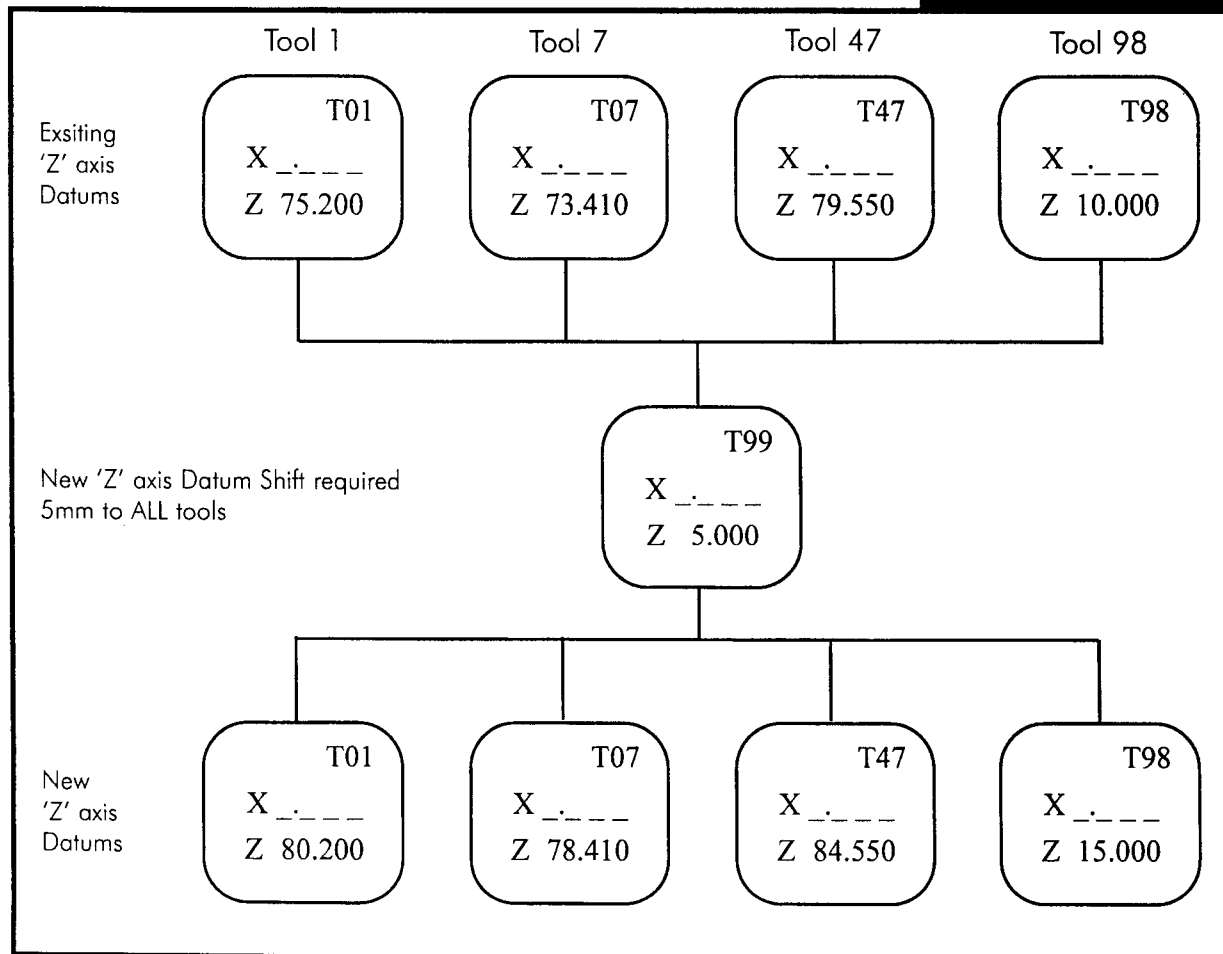 Tool 1 Tool 7 Tool 47 Tool 98
Exsiting
'Z' axis
Datums
T01
X _._ _ _
Z 75.200
T07
X _._ _ _
Z 73.410
T47
X _._ _ _
Z 79.550
T98
X _._ _ _
Z 10.000
New 'Z' axis Datum Shift required
5mm to ALL tools
T99
X _._ _ _
Z 5.000
New
'Z' axis
Datums
T01
X _._ _ _
Z 80.200
T07
X _._ _ _
Z 78.410
T47
X _._ _ _
Z 84.550
T98
X _._ _ _
Z 15.000